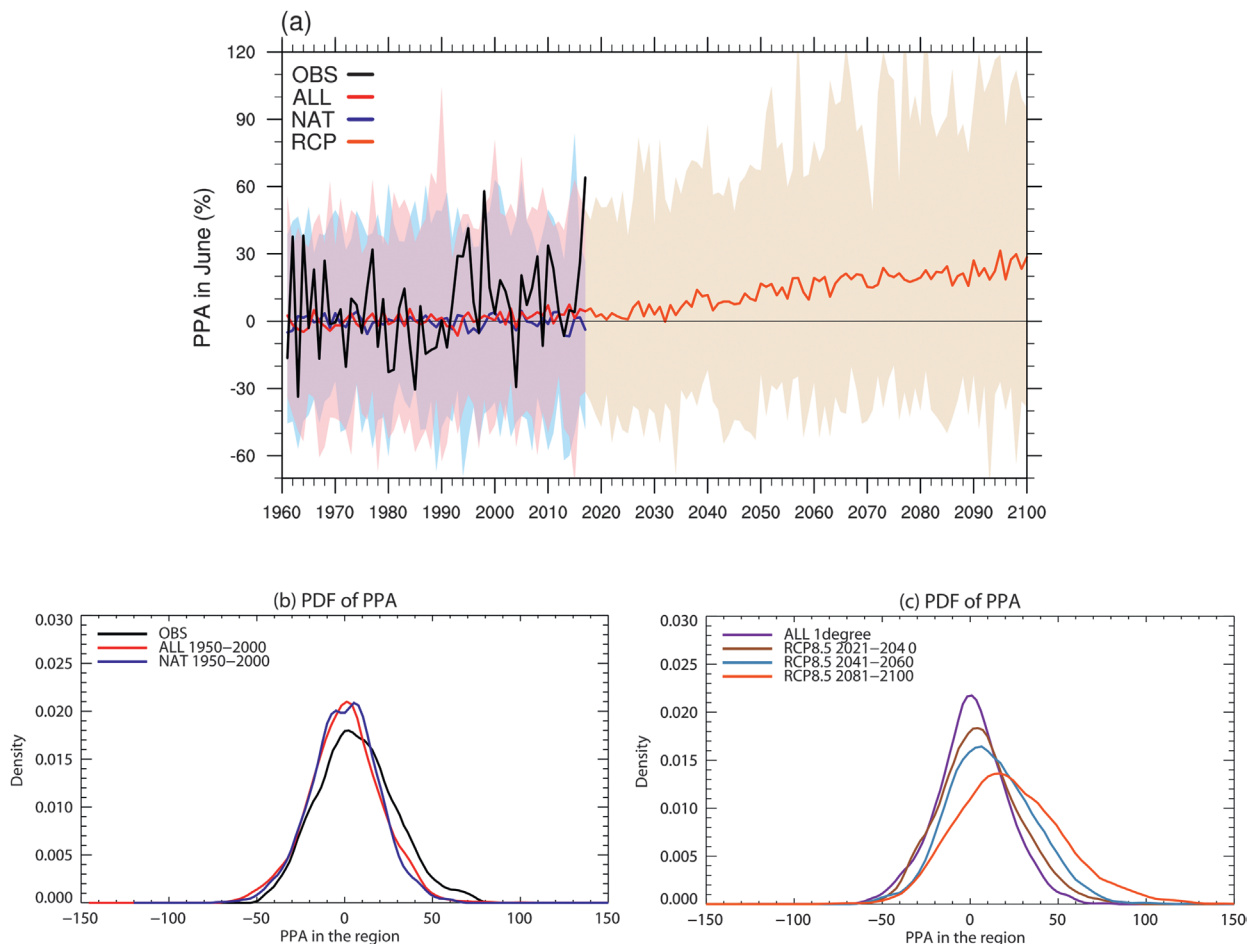 (a)
PPA in June (%)
120
90
60
30
0
-30
-60
OBS
ALL
NAT
RCP
1960 1970 1980 1990 2000 2010 2020 2030 2040 2050 2060 2070 2080 2090 2100
(b) PDF of PPA
Density
0.030
0.025
0.020
0.015
0.010
0.005
0.000
OBS
ALL 1950−2000
NAT 1950−2000
−150 −100 −50 0 50 100 150
PPA in the region
(c) PDF of PPA
Density
0.030
0.025
0.020
0.015
0.010
0.005
0.000
ALL 1degree
RCP8.5 2021−204 0
RCP8.5 2041−2060
RCP8.5 2081−2100
−150 −100 −50 0 50 100 150
PPA in the region